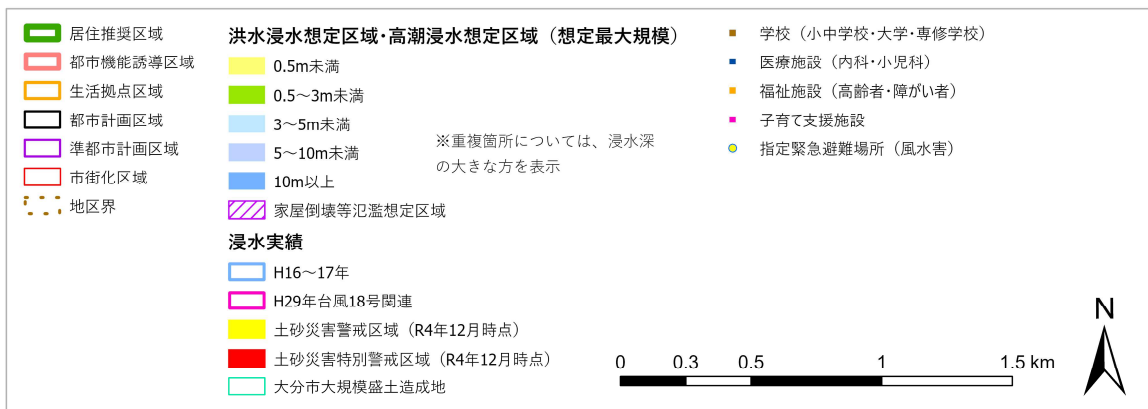 居住推奨区域
都市機能誘導区域
生活拠点区域
都市計画区域
準都市計画区域
市街化区域
地区界
洪水浸水想定区域・高潮浸水想定区域（想定最大規模）
0.5m未満
0.5～3m未満
3～5m未満
5～10m未満
10m以上
家屋倒壊等氾濫想定区域
※重複箇所については、浸水深
の大きな方を表示
浸水実績
H16～17年
H29年台風18号関連
土砂災害警戒区域（R4年12月時点）
土砂災害特別警戒区域（R4年12月時点）
大分市大規模盛土造成地
学校（小中学校・大学・専修学校）
医療施設（内科・小児科）
福祉施設（高齢者・障がい者）
子育て支援施設
指定緊急避難場所（風水害）
0 0.3 0.5 1 1.5 km
N